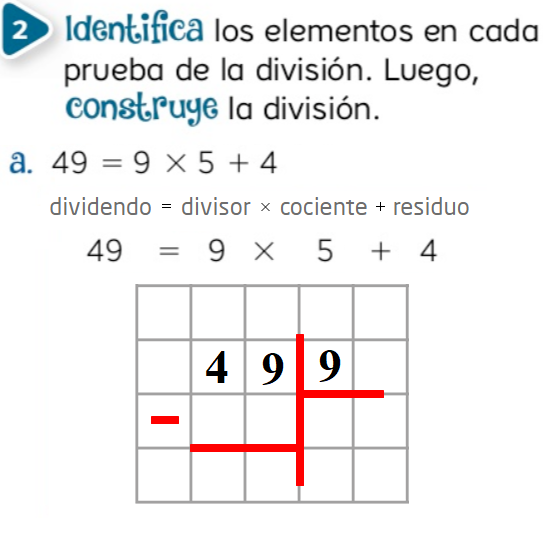 2 Identifica los elementos en cada
prueba de la división. Luego,
construye la división.
a. 49 = 9 × 5 + 4
dividendo = divisor × cociente + residuo
49 = 9 × 5 + 4
4 9 9
-